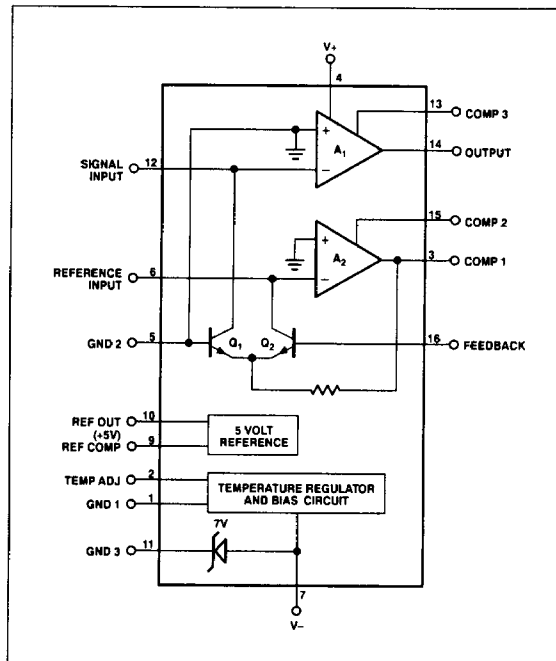 V+
4
13
COMP 3
+
A1
14
OUTPUT
SIGNAL
INPUT
12
−
15
COMP 2
+
A2
3
COMP 1
REFERENCE
INPUT
6
−
GND 2
5
Q1
Q2
16
FEEDBACK
REF OUT
(+5V)
10
REF COMP
9
5 VOLT
REFERENCE
TEMP ADJ
2
GND 1
1
TEMPERATURE REGULATOR
AND BIAS CIRCUIT
7V
GND 3
11
7
V−